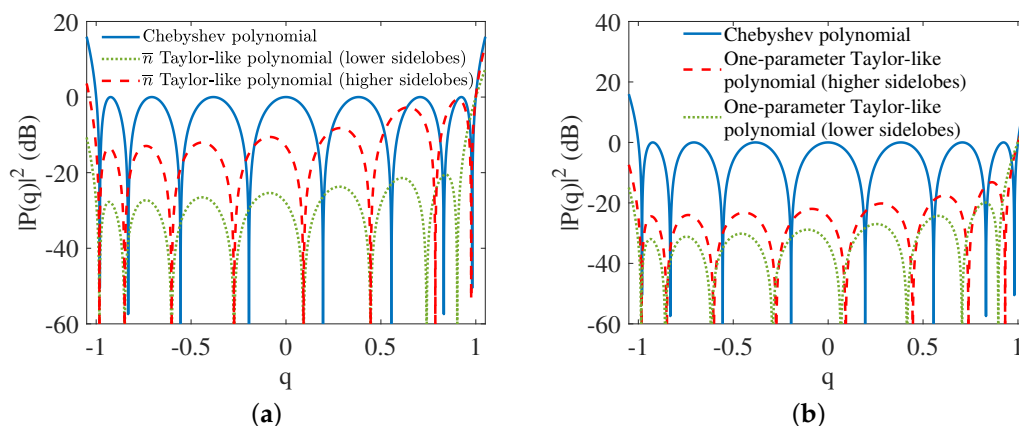 20
0
-20
-40
-60
|P(q)|² (dB)
Chebyshev polynomial
n̅ Taylor-like polynomial (lower sidelobes)
n̅ Taylor-like polynomial (higher sidelobes)
-1
-0.5
0
0.5
1
q
(a)
40
20
0
-20
-40
-60
|P(q)|² (dB)
Chebyshev polynomial
One-parameter Taylor-like
polynomial (higher sidelobes)
One-parameter Taylor-like
polynomial (lower sidelobes)
-1
-0.5
0
0.5
1
q
(b)